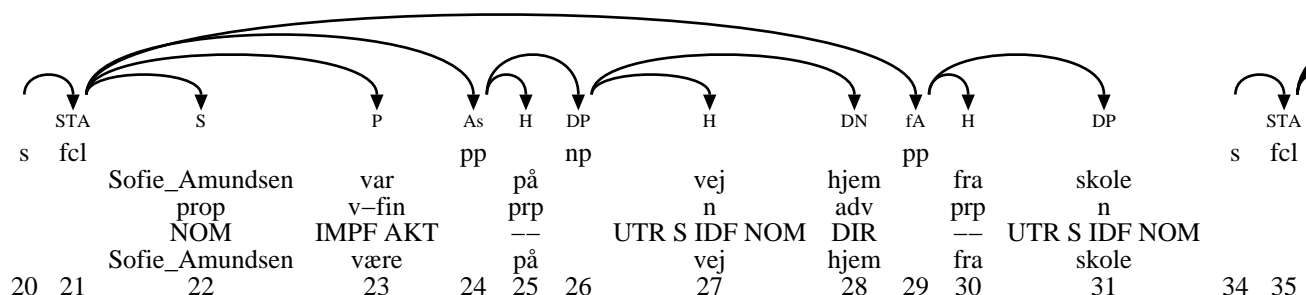 STA S P As H DP H DN fA H DP STA
s fcl pp np pp s fcl
Sofie_Amundsen var på vej hjem fra skole
prop v−fin prp n adv prp n
NOM IMPF AKT −− UTR S IDF NOM DIR −− UTR S IDF NOM
Sofie_Amundsen være på vej hjem fra skole
20 21 22 23 24 25 26 27 28 29 30 31 34 35